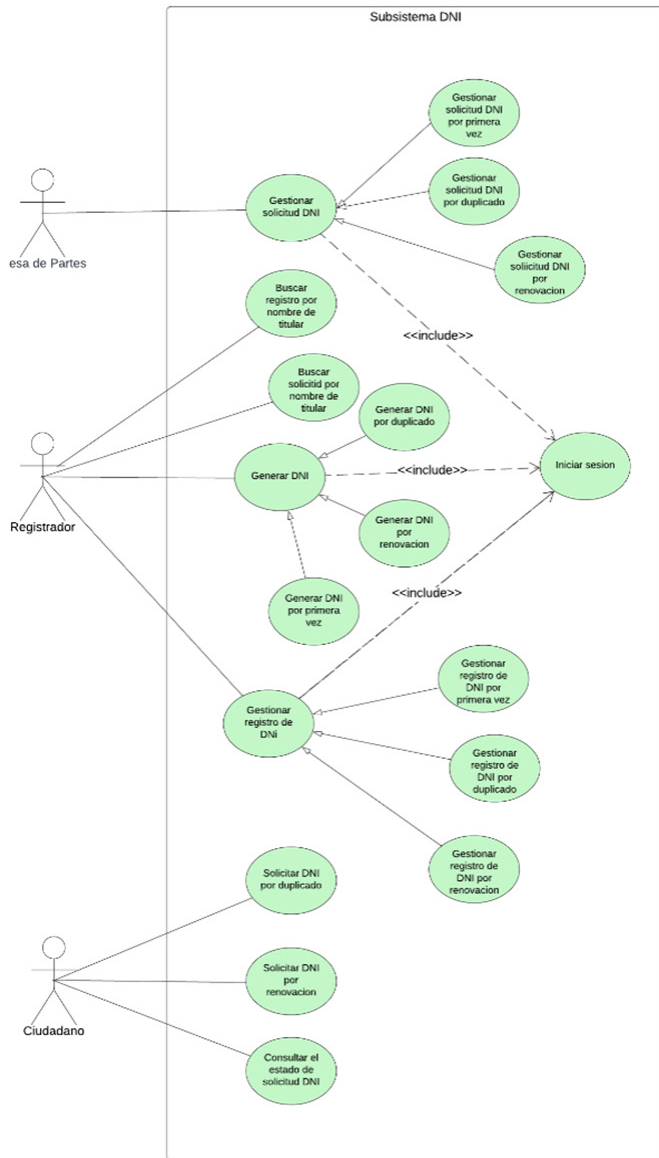 Subsistema DNI
Gestionar
solicitud DNI
por primera
vez
Gestionar
solicitud DNI
por duplicado
Gestionar
solicitud DNI
esa de Partes
Gestionar
soliicitud DNI
por
renovacion
Buscar
registro por
nombre de
titular
<<include>>
Buscar
solicitid por
nombre de
titular
Generar DNI
por duplicado
Generar DNI
<<include>>
Iniciar sesion
Registrador
Generar DNI
por
renovacion
Generar DNI
por primera
vez
<<include>>
Gestionar
registro de
DNI por
primera vez
Gestionar
registro de
DNi
Gestionar
registro de
DNI por
duplicado
Gestionar
registro de
DNI por
renovacion
Solicitar DNI
por duplicado
Solicitar DNI
por
renovacion
Ciudadano
Consultar el
estado de
solicitud DNI